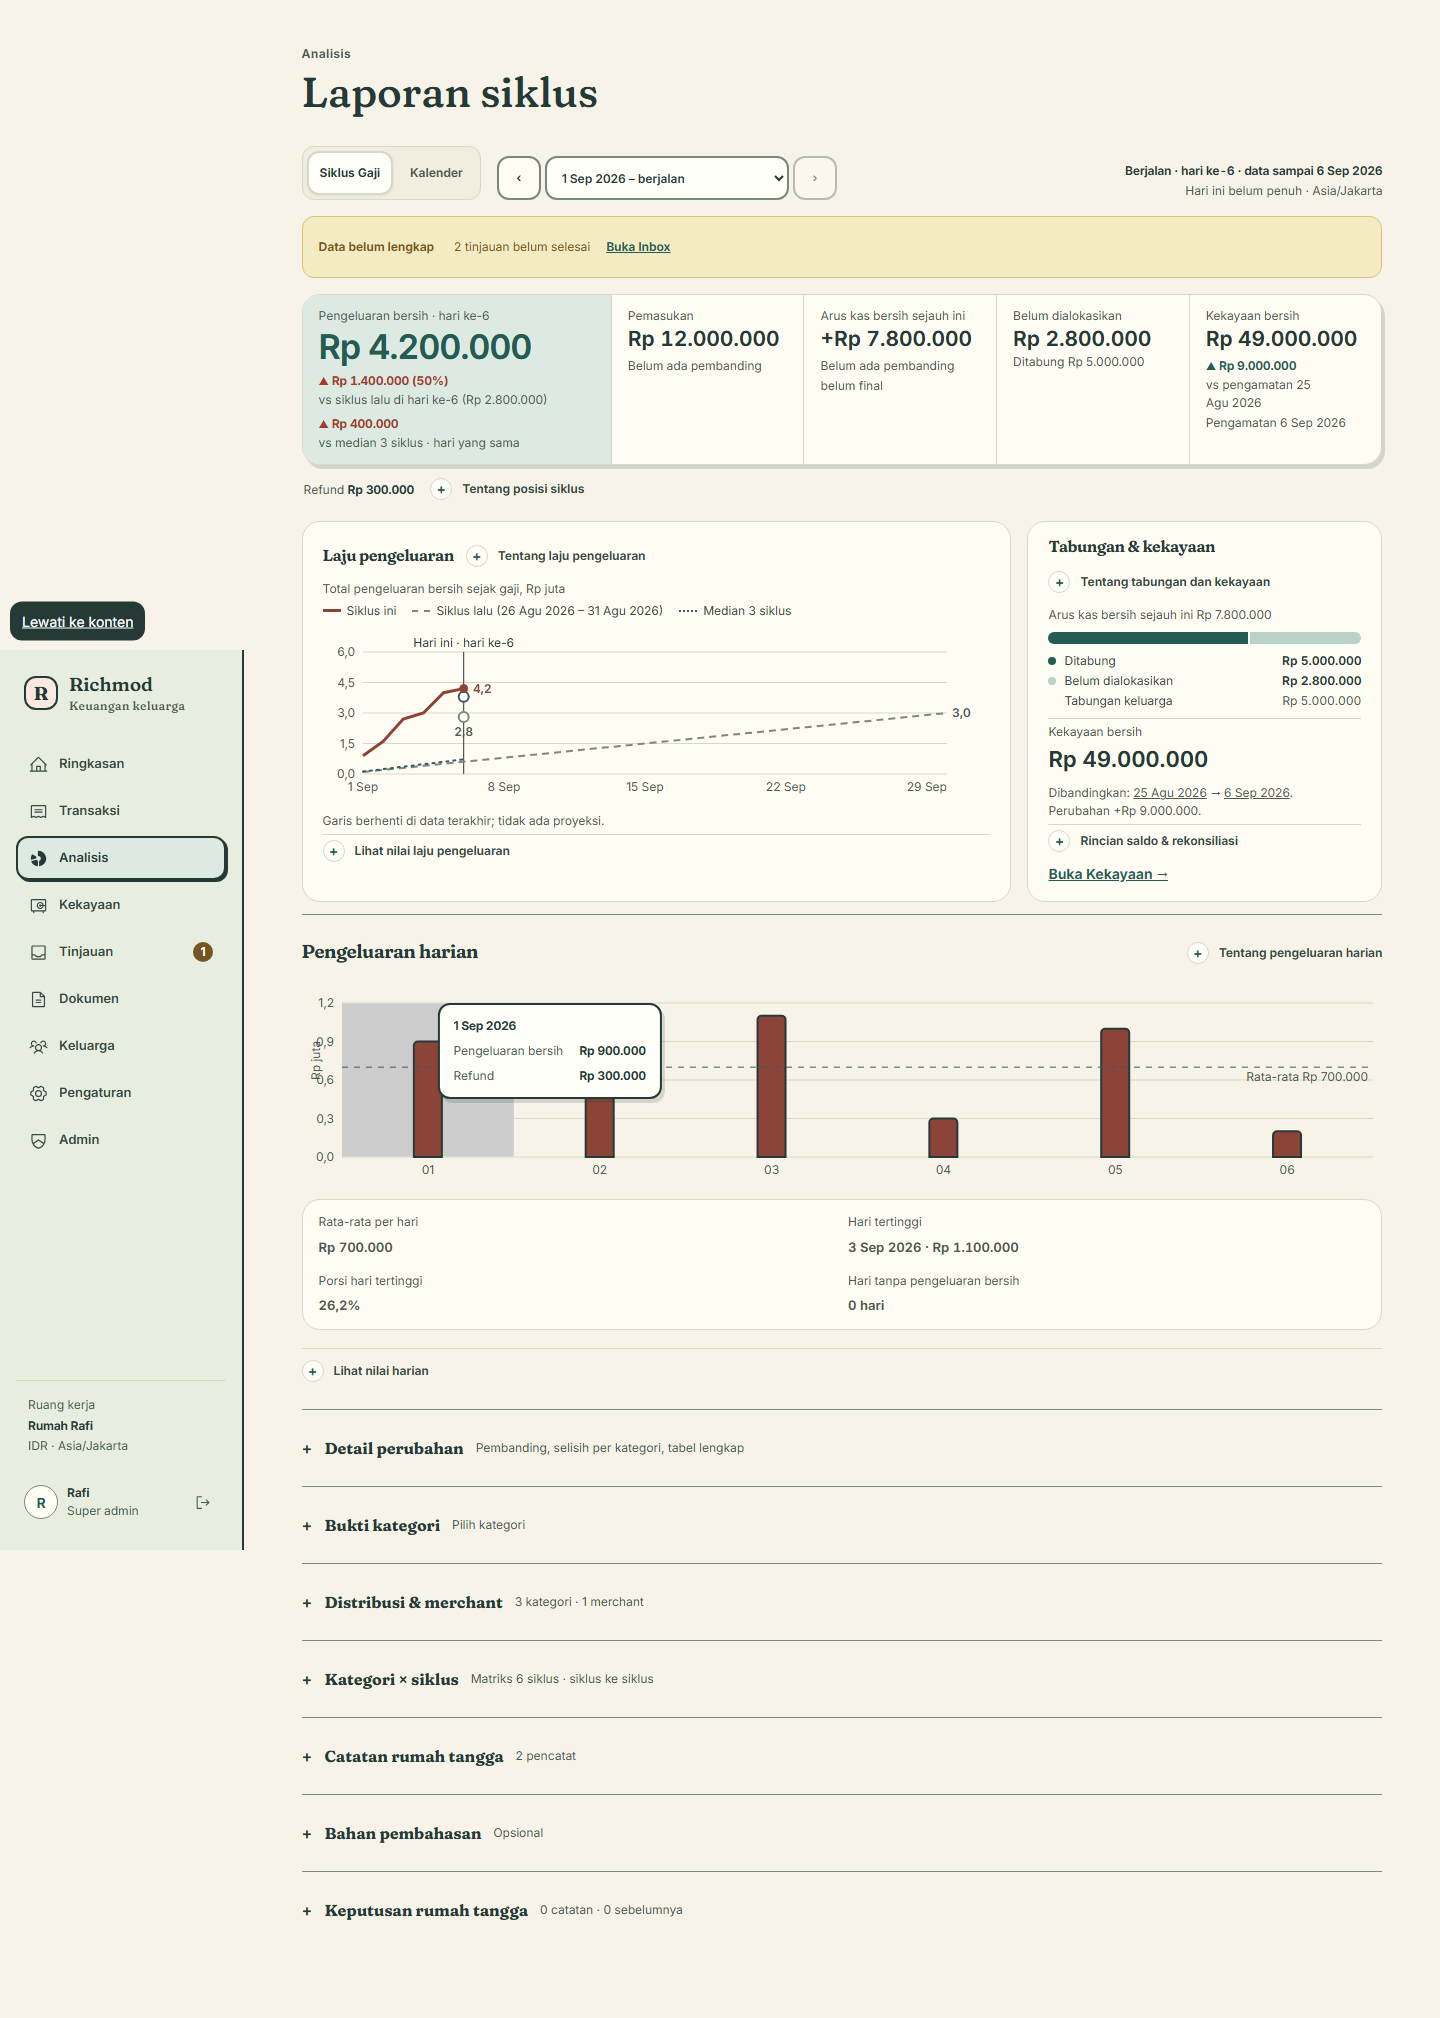 Analisis
Laporan siklus
Siklus Gaji
Kalender
‹
1 Sep 2026 – berjalan
›
Berjalan · hari ke-6 · data sampai 6 Sep 2026
Hari ini belum penuh · Asia/Jakarta
Data belum lengkap 2 tinjauan belum selesai Buka Inbox
Pengeluaran bersih · hari ke-6
Rp 4.200.000
▲ Rp 1.400.000 (50%)
vs siklus lalu di hari ke-6 (Rp 2.800.000)
▲ Rp 400.000
vs median 3 siklus · hari yang sama
Pemasukan
Rp 12.000.000
Belum ada pembanding
Arus kas bersih sejauh ini
+Rp 7.800.000
Belum ada pembanding
belum final
Belum dialokasikan
Rp 2.800.000
Ditabung Rp 5.000.000
Kekayaan bersih
Rp 49.000.000
▲ Rp 9.000.000
vs pengamatan 25
Agu 2026
Pengamatan 6 Sep 2026
Refund Rp 300.000 + Tentang posisi siklus
Laju pengeluaran + Tentang laju pengeluaran
Total pengeluaran bersih sejak gaji, Rp juta
Siklus ini Siklus lalu (26 Agu 2026 – 31 Agu 2026) Median 3 siklus
Hari ini · hari ke-6
6,0
4,5
3,0
1,5
0,0
4,2
2,8
3,0
1 Sep 8 Sep 15 Sep 22 Sep 29 Sep
Garis berhenti di data terakhir; tidak ada proyeksi.
+ Lihat nilai laju pengeluaran
Tabungan & kekayaan
+ Tentang tabungan dan kekayaan
Arus kas bersih sejauh ini Rp 7.800.000
Ditabung Rp 5.000.000
Belum dialokasikan Rp 2.800.000
Tabungan keluarga Rp 5.000.000
Kekayaan bersih
Rp 49.000.000
Dibandingkan: 25 Agu 2026 → 6 Sep 2026.
Perubahan +Rp 9.000.000.
+ Rincian saldo & rekonsiliasi
Buka Kekayaan →
Lewati ke konten
R
Richmod
Keuangan keluarga
Ringkasan
Transaksi
Analisis
Kekayaan
Tinjauan 1
Dokumen
Keluarga
Pengaturan
Admin
Ruang kerja
Rumah Rafi
IDR · Asia/Jakarta
R
Rafi
Super admin
Pengeluaran harian
+ Tentang pengeluaran harian
Rp juta
1,2
0,9
0,6
0,3
0,0
1 Sep 2026
Pengeluaran bersih Rp 900.000
Refund Rp 300.000
Rata-rata Rp 700.000
01 02 03 04 05 06
Rata-rata per hari
Rp 700.000
Hari tertinggi
3 Sep 2026 · Rp 1.100.000
Porsi hari tertinggi
26,2%
Hari tanpa pengeluaran bersih
0 hari
+ Lihat nilai harian
+ Detail perubahan Pembanding, selisih per kategori, tabel lengkap
+ Bukti kategori Pilih kategori
+ Distribusi & merchant 3 kategori · 1 merchant
+ Kategori × siklus Matriks 6 siklus · siklus ke siklus
+ Catatan rumah tangga 2 pencatat
+ Bahan pembahasan Opsional
+ Keputusan rumah tangga 0 catatan · 0 sebelumnya